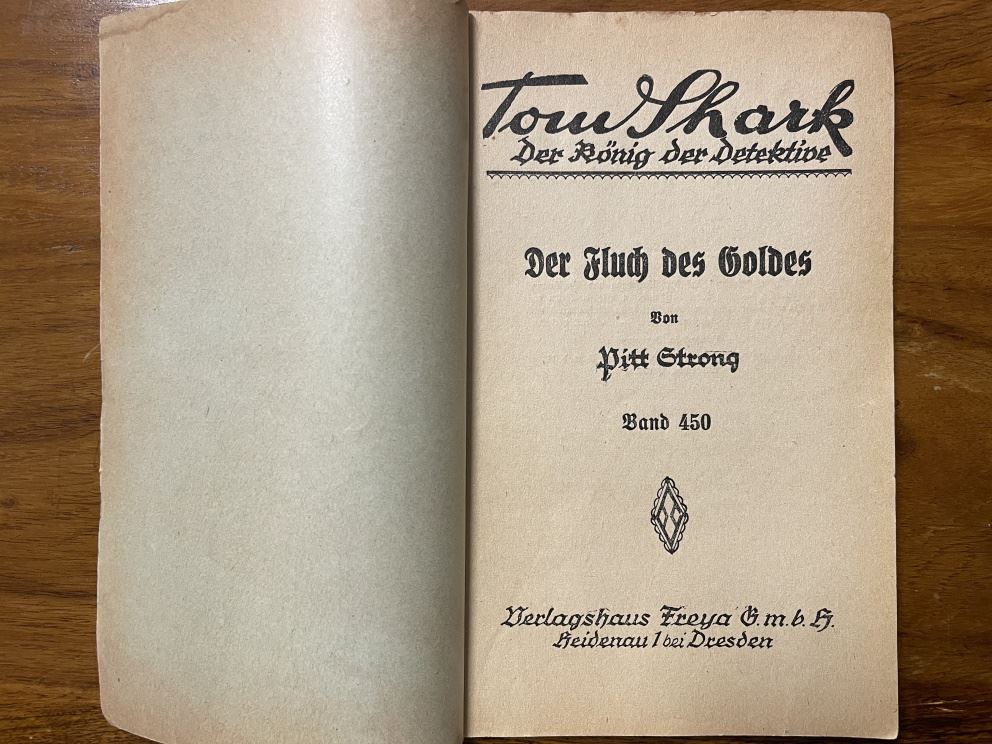 Tom Shark
Der König der Detektive
Der Fluch des Goldes
Von
Pitt Strong
Band 450
Verlagshaus Freya G. m. b. H.
Heidenau 1 bei Dresden